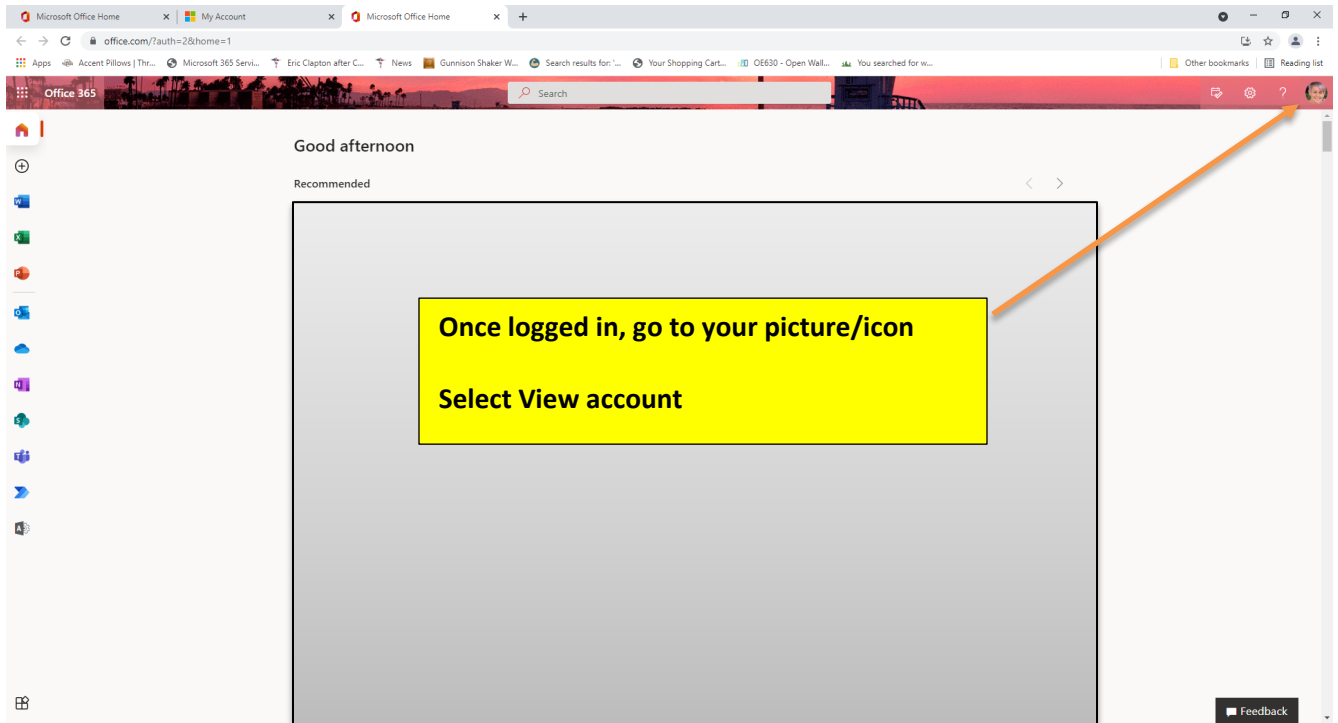 Microsoft Office Home
My Account
Microsoft Office Home
office.com/?auth=2&home=1
Apps
Accent Pillows | Thr...
Microsoft 365 Servi...
Eric Clapton after C...
News
Gunnison Shaker W...
Search results for: '...
Your Shopping Cart...
OE630 - Open Wall...
You searched for w...
Other bookmarks
Reading list
Office 365
Search
Good afternoon
Recommended
Once logged in, go to your picture/icon
Select View account
Feedback